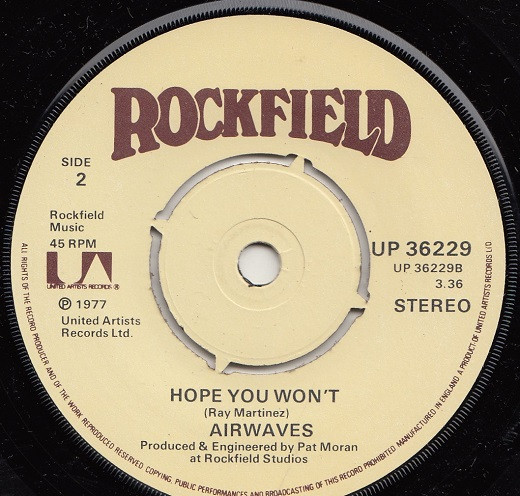 ROCKFIELD
SIDE
2
Rockfield
Music
45 RPM
UA
UNITED ARTISTS RECORDS ®
℗ 1977
United Artists
Records Ltd.
UP 36229
UP 36229B
3.36
STEREO
HOPE YOU WON'T
(Ray Martinez)
AIRWAVES
Produced & Engineered by Pat Moran
at Rockfield Studios
ALL RIGHTS OF THE RECORD PRODUCER AND OF THE WORK REPRODUCED RESERVED COPYING, PUBLIC PERFORMANCES AND BROADCASTING OF THIS RECORD PROHIBITED MANUFACTURED IN ENGLAND A PRODUCT OF UNITED ARTISTS RECORDS LTD.